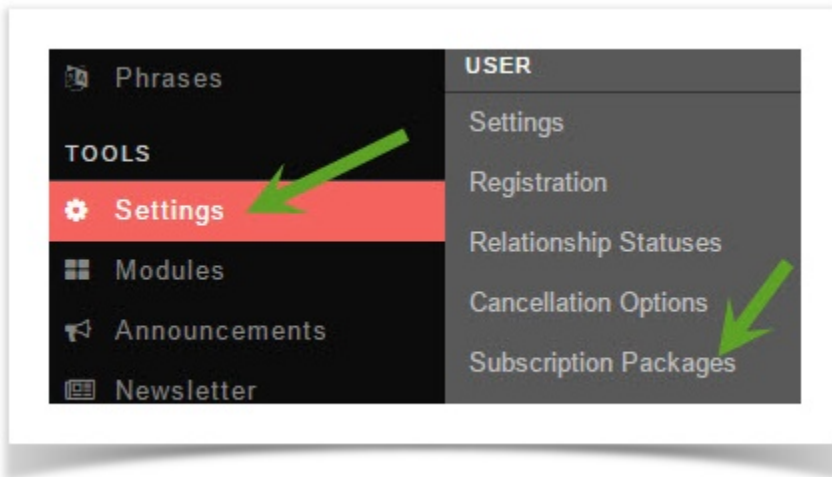 Phrases
TOOLS
Settings
Modules
Announcements
Newsletter
USER
Settings
Registration
Relationship Statuses
Cancellation Options
Subscription Packages